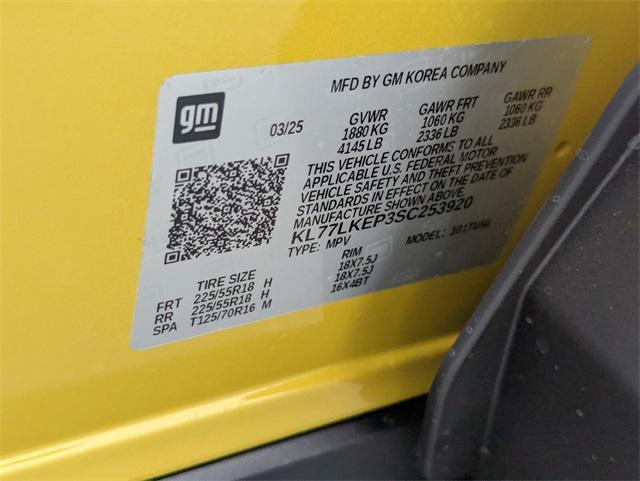 MFD BY GM KOREA COMPANY
gm
03/25
GVWR GAWR FRT GAWR RR
1880 KG 1060 KG 1060 KG
4145 LB 2336 LB 2336 LB
THIS VEHICLE CONFORMS TO ALL
APPLICABLE U.S. FEDERAL MOTOR
VEHICLE SAFETY AND THEFT PREVENTION
STANDARDS IN EFFECT ON THE DATE OF
MANUFACTURE SHOWN ABOVE.
KL77LKEP3SC253920
TYPE: MPV MODEL: 301TU56
TIRE SIZE RIM
FRT 225/55R18 H 18X7.5J
RR 225/55R18 H 18X7.5J
SPA T125/70R16 M 16X4BT